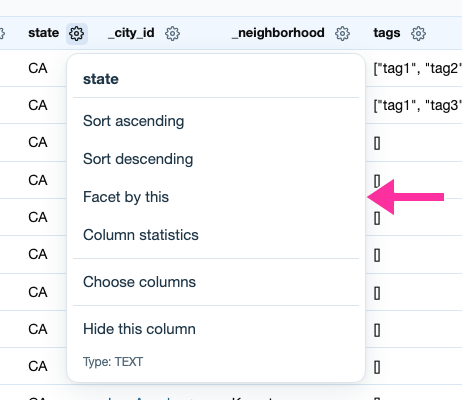 state _city_id _neighborhood tags
CA ["tag1", "tag2"
state
CA ["tag1", "tag3"
Sort ascending
CA []
Sort descending
CA []
Facet by this
CA []
Column statistics
CA []
Choose columns
CA []
Hide this column
CA []
Type: TEXT
CA []